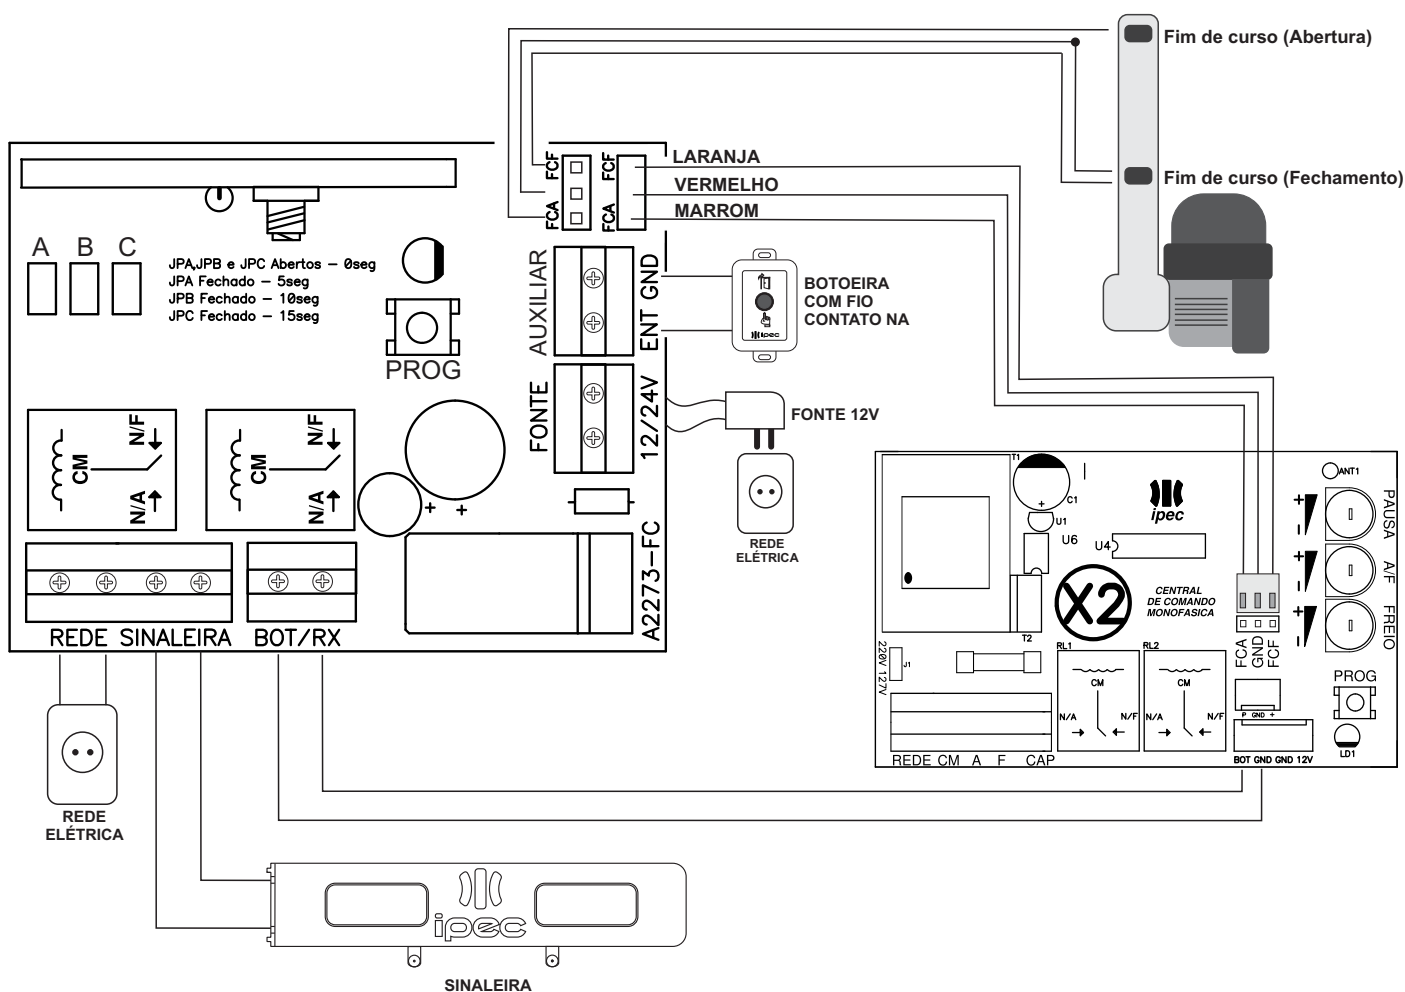 Fim de curso (Abertura)
Fim de curso (Fechamento)
FCF
FCA
FCF
FCA
LARANJA
VERMELHO
MARROM
A B C
JPA,JPB e JPC Abertos – 0seg
JPA Fechado – 5seg
JPB Fechado – 10seg
JPC Fechado – 15seg
PROG
AUXILIAR
ENT GND
BOTOEIRA
COM FIO
CONTATO NA
ipec
FONTE
12/24V
FONTE 12V
REDE
ELÉTRICA
CM
N/F
N/A
CM
N/F
N/A
+
+
A2273-FC
REDE SINALEIRA BOT/RX
REDE
ELÉTRICA
ipec
SINALEIRA
T1
C1
+
U1
U6
U4
T2
ipec
X2
CENTRAL
DE COMANDO
MONOFASICA
ANT1
+
-
PAUSA
+
-
A/F
+
-
FREIO
FCA
GND
FCF
220V 127V
J1
RL1
CM
N/A N/F
RL2
CM
N/A N/F
P GND +
PROG
LD1
REDE CM A F CAP
BOT GND GND 12V